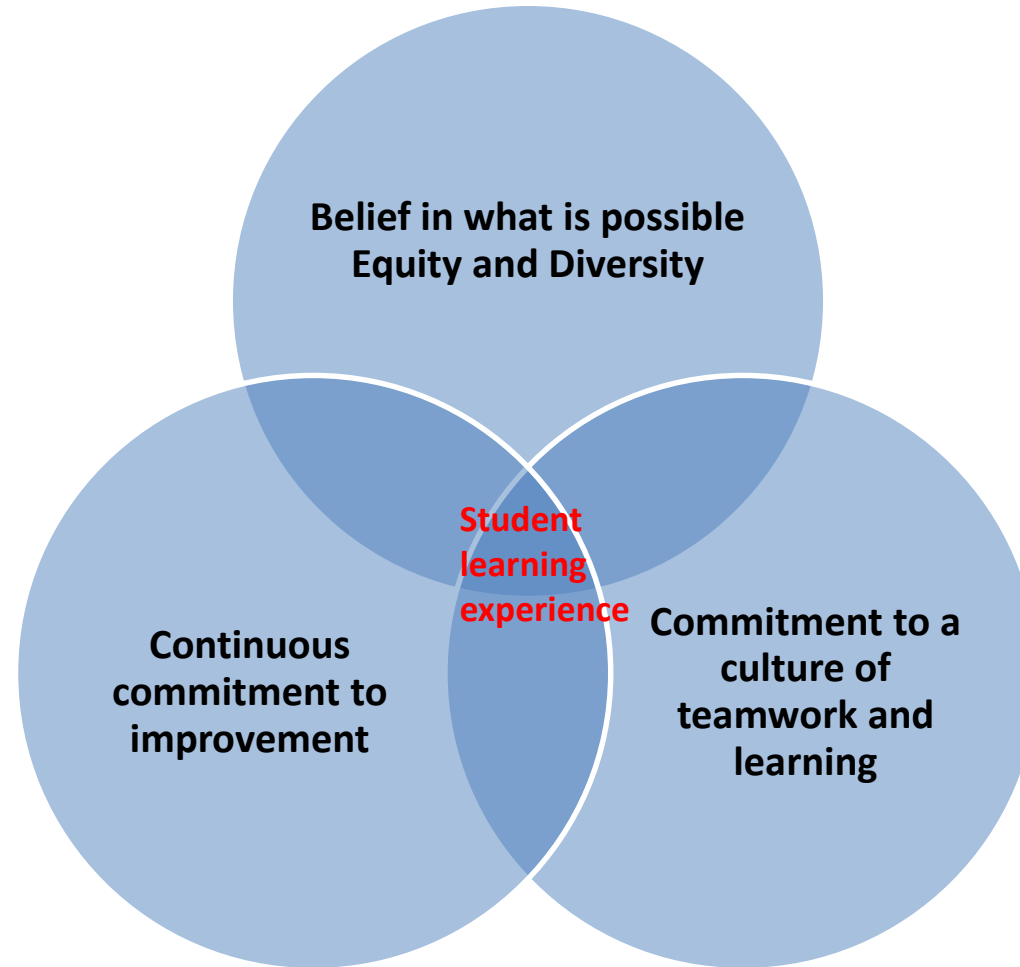 Belief in what is possible
Equity and Diversity
Student
learning
experience
Continuous
commitment to
improvement
Commitment to a
culture of
teamwork and
learning